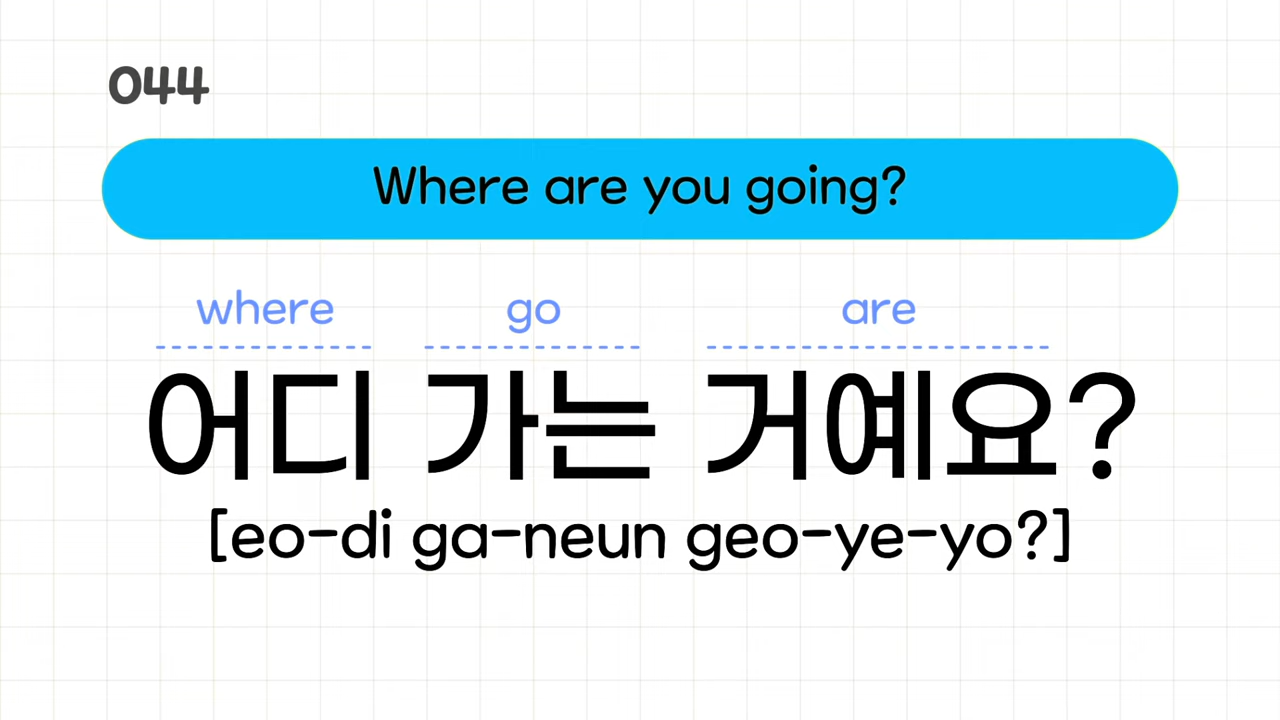 044
Where are you going?
where go are
어디 가는 거예요?
[eo-di ga-neun geo-ye-yo?]